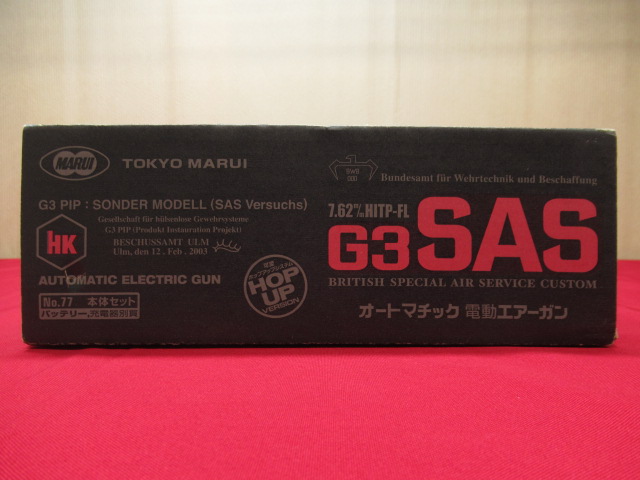 MARUI
TOKYO MARUI
G3 PIP : SONDER MODELL (SAS Versuchs)
Gesellschaft für hülsenlose Gewehrsysteme
G3 PIP (Produkt Instauration Projekt)
BESCHUSSAMT ULM
Ulm, den 12 . Feb . 2003
HK
AUTOMATIC ELECTRIC GUN
No.77 本体セット
バッテリー、充電器別買
HOP
UP
VERSION
BWB
Bundesamt für Wehrtechnik und Beschaffung
7.62m/m HITP-FL
G3 SAS
BRITISH SPECIAL AIR SERVICE CUSTOM
オートマチック 電動エアーガン